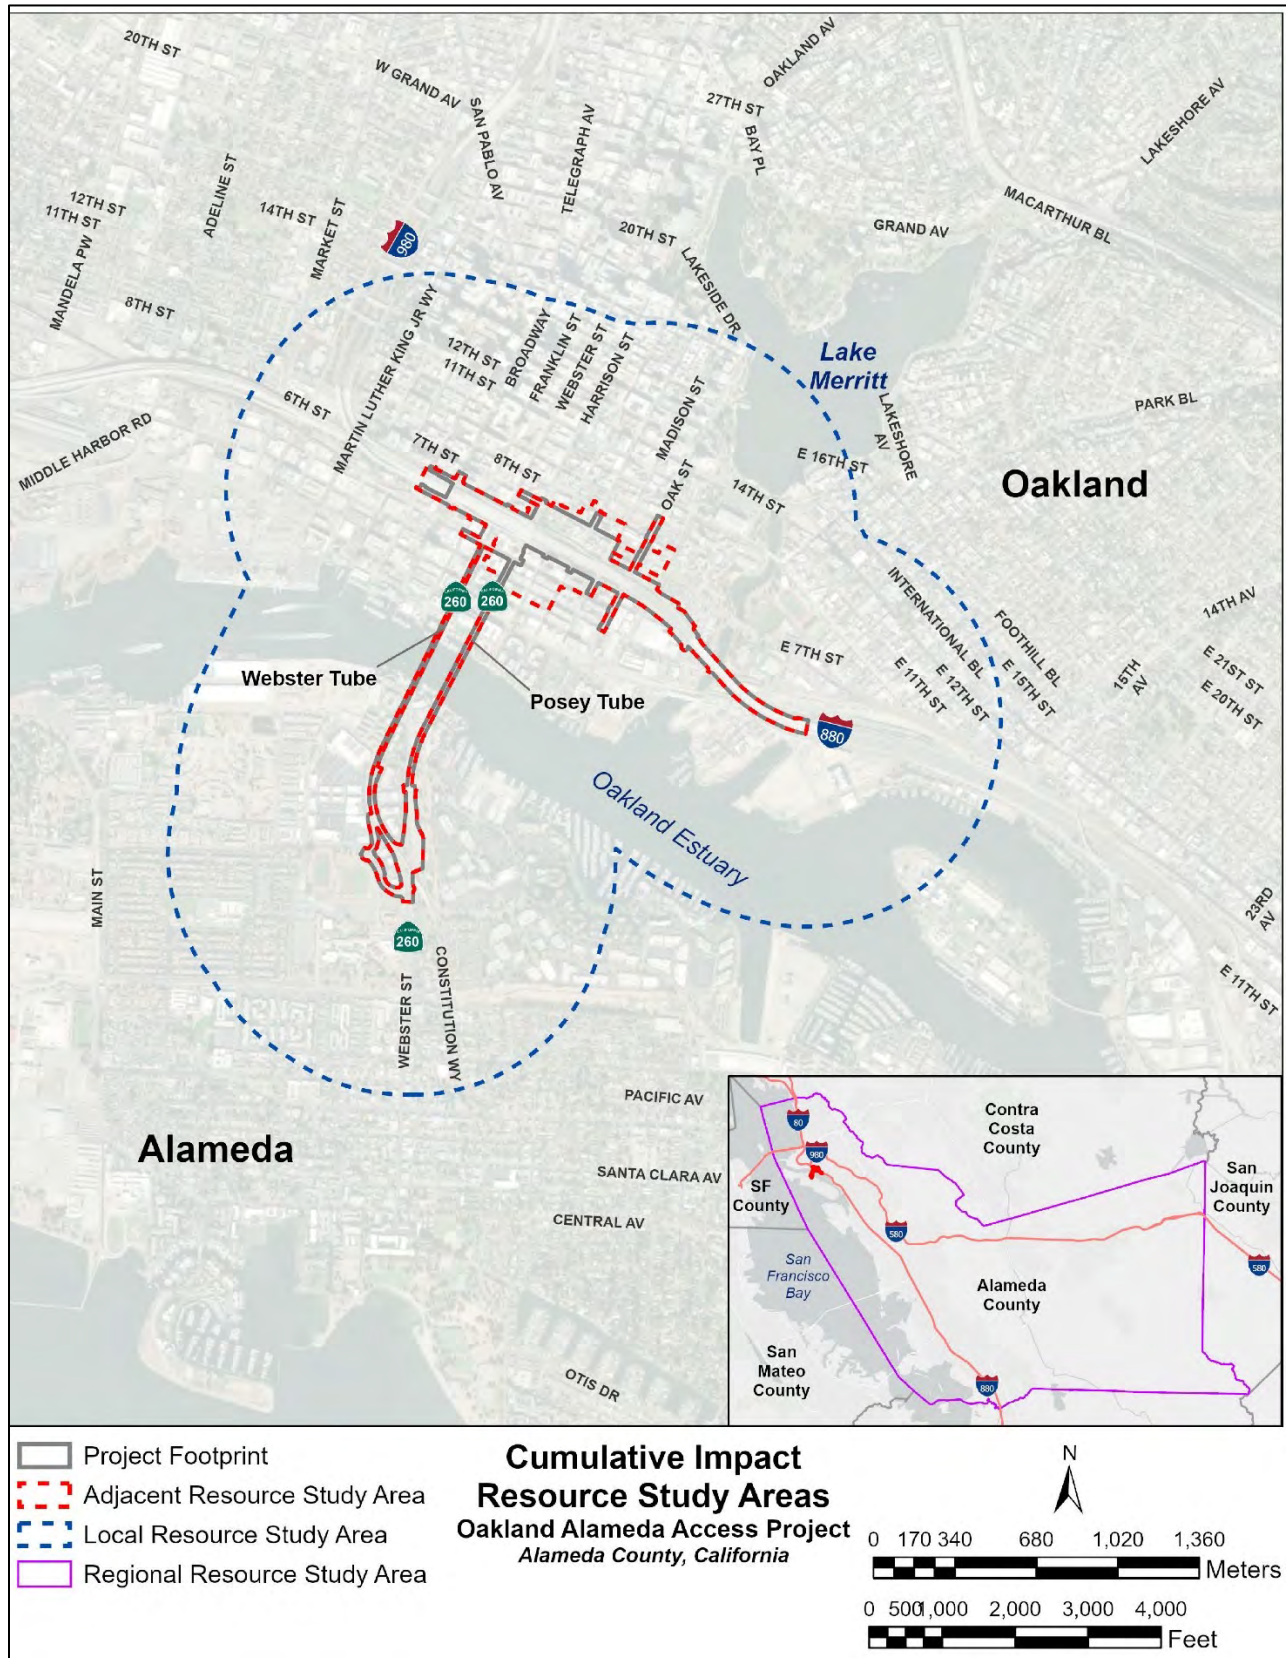 20TH ST
W GRAND AV
SAN PABLO AV
TELEGRAPH AV
27TH ST
OAKLAND AV
BAY PL
LAKESHORE AV
MACARTHUR BL
GRAND AV
12TH ST
11TH ST
MANDELA PW
ADELINE ST
14TH ST
MARKET ST
980
20TH ST
LAKESIDE DR
8TH ST
MARTIN LUTHER KING JR WY
12TH ST
11TH ST
BROADWAY
FRANKLIN ST
WEBSTER ST
HARRISON ST
MADISON ST
Lake
Merritt
LAKESHORE
AV
PARK BL
MIDDLE HARBOR RD
6TH ST
7TH ST
8TH ST
OAK ST
14TH ST
E 16TH ST
Oakland
260
260
Webster Tube
Posey Tube
E 7TH ST
880
INTERNATIONAL BL
FOOTHILL BL
E 11TH ST
E 12TH ST
E 15TH ST
15TH
AV
14TH AV
E 21ST ST
E 20TH ST
Oakland Estuary
MAIN ST
260
WEBSTER ST
CONSTITUTION WY
23RD
AV
E 11TH ST
PACIFIC AV
Alameda
SANTA CLARA AV
CENTRAL AV
OTIS DR
80
980
Contra
Costa
County
SF
County
San
Joaquin
County
580
580
San
Francisco
Bay
Alameda
County
San
Mateo
County
880
Project Footprint
Adjacent Resource Study Area
Local Resource Study Area
Regional Resource Study Area
Cumulative Impact
Resource Study Areas
Oakland Alameda Access Project
Alameda County, California
N
0 170 340 680 1,020 1,360
Meters
0 500 1,000 2,000 3,000 4,000
Feet